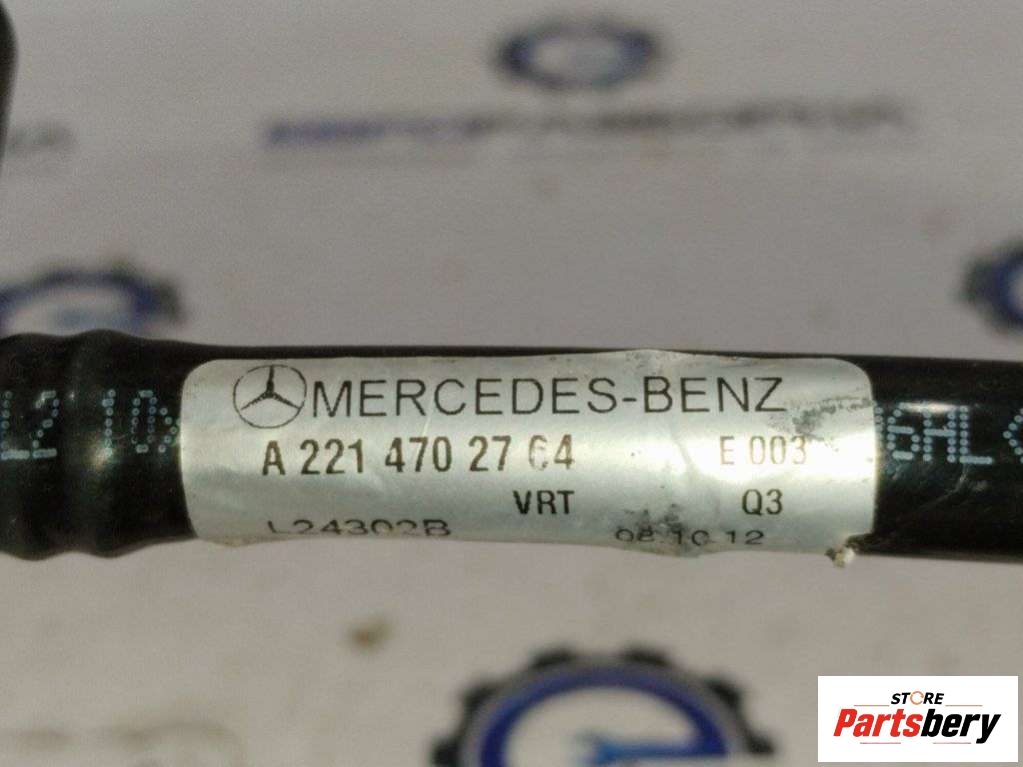 MERCEDES-BENZ
A 221 470 27 64 E 003
VRT Q3
L24302B 08.10.12
STORE
Partsbery